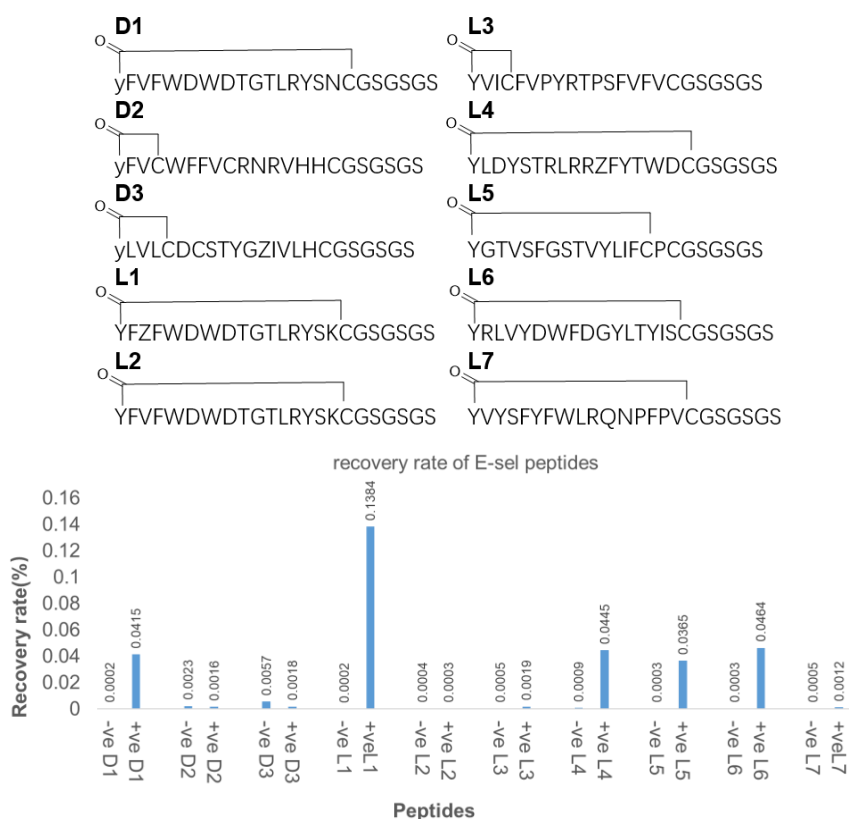 D1
O
yFVFWDWDTGTLRYSNCGSGSGS
D2
O
yFVCWFFVCRNRVHHCGSGSGS
D3
O
yLVLCDCSTYGZIVLHCGSGSGS
L1
O
YFZFWDWDTGTLRYSKCGSGSGS
L2
O
YFVFWDWDTGTLRYSKCGSGSGS
L3
O
YVICFVPYRTPSFVFVCGSGSGS
L4
O
YLDYSTRLRRZFYTWDCGSGSGS
L5
O
YGTVSFGSTVYLIFCPCGSGSGS
L6
O
YRLVYDWFDGYLTYISCGSGSGS
L7
O
YVYSFYFWLRQNPFPVCGSGSGS
recovery rate of E-sel peptides
Recovery rate(%)
0.16
0.14
0.12
0.1
0.08
0.06
0.04
0.02
0
0.0002
0.0415
0.0023
0.0016
0.0057
0.0018
0.0002
0.1384
0.0004
0.0003
0.0005
0.0019
0.0009
0.0445
0.0003
0.0365
0.0003
0.0464
0.0005
0.0012
-ve D1
+ve D1
-ve D2
+ve D2
-ve D3
+ve D3
-ve L1
+veL1
-ve L2
+ve L2
-ve L3
+ve L3
-ve L4
+ve L4
-ve L5
+ve L5
-ve L6
+ve L6
-ve L7
+veL7
Peptides